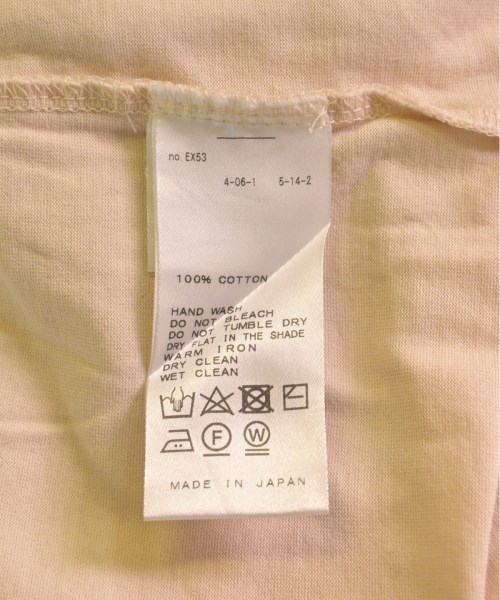 no. EX53
4-06-1 5-14-2
100% COTTON
HAND WASH
DO NOT BLEACH
DO NOT TUMBLE DRY
DRY FLAT IN THE SHADE
WARM IRON
DRY CLEAN
WET CLEAN
F W
MADE IN JAPAN